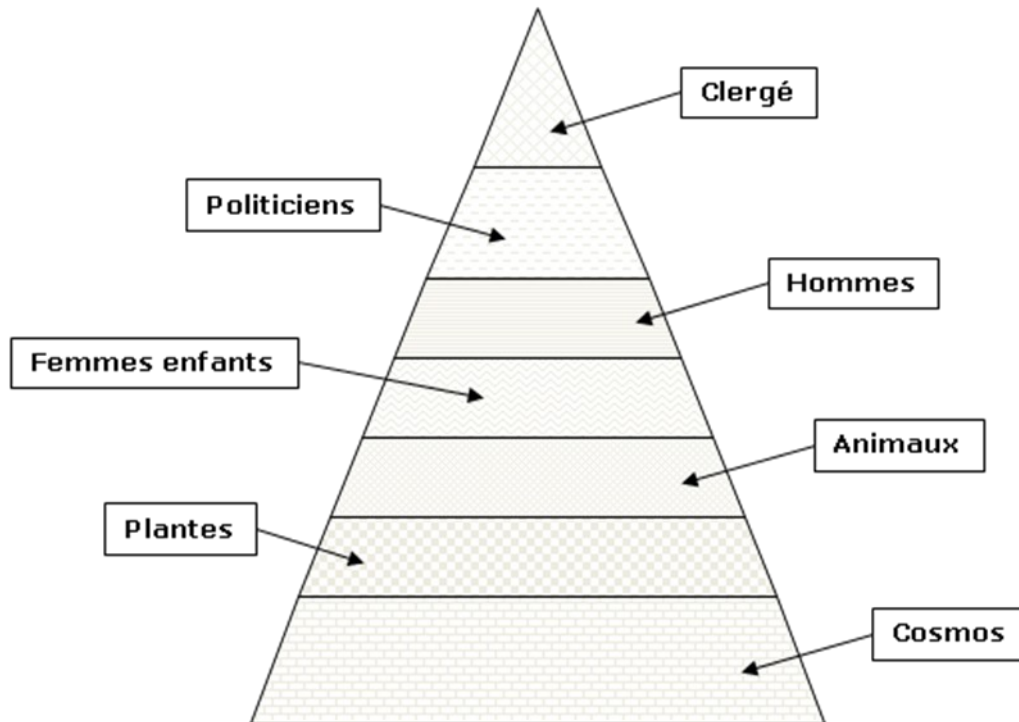 Clergé
Politiciens
Hommes
Femmes enfants
Animaux
Plantes
Cosmos